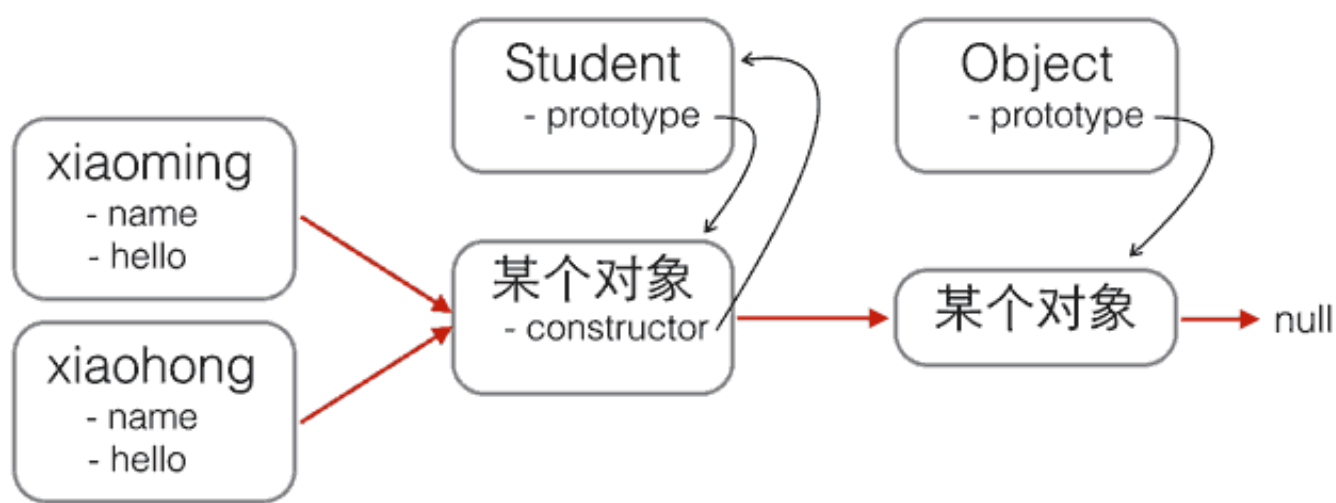 xiaoming
- name
- hello
xiaohong
- name
- hello
Student
- prototype
某个对象
- constructor
Object
- prototype
某个对象
null